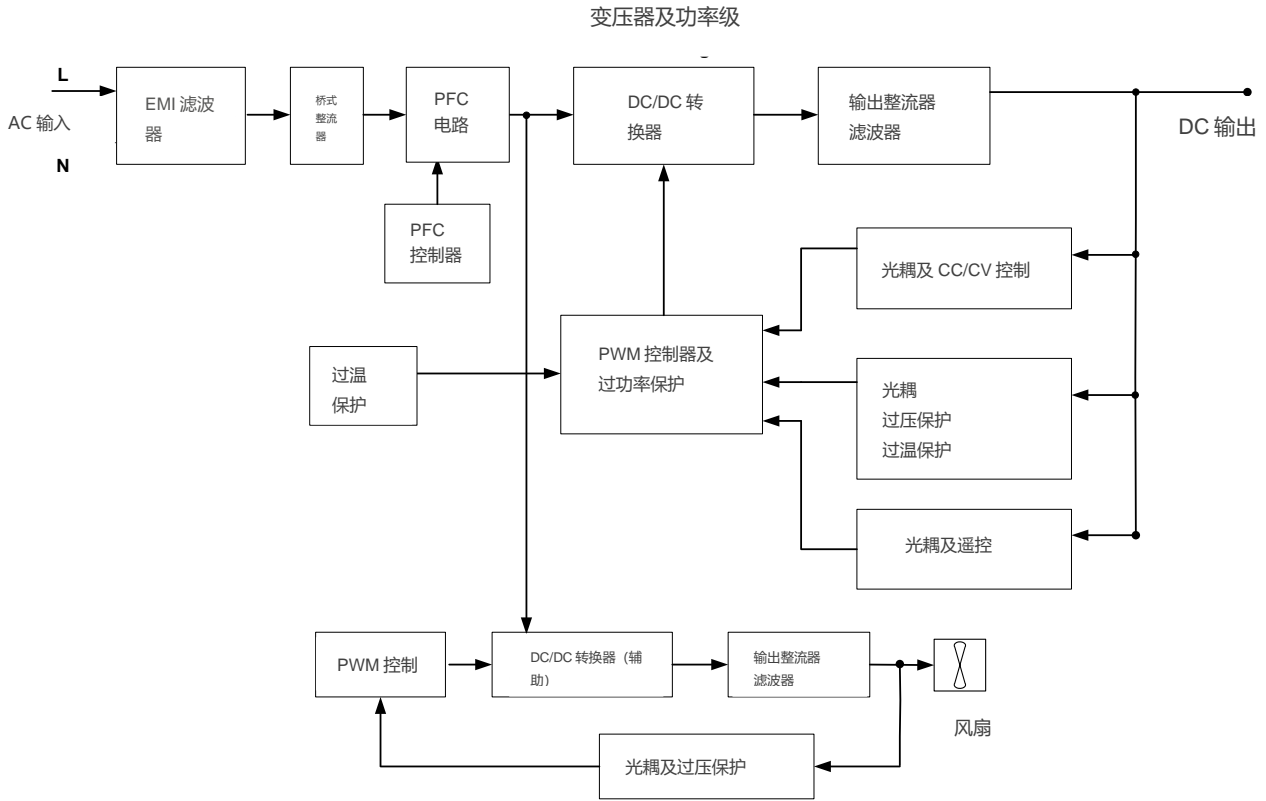 变压器及功率级
L
AC 输入
N
EMI 滤波
器
桥式
整流
器
PFC
电路
DC/DC 转
换器
输出整流器
滤波器
DC 输出
PFC
控制器
光耦及 CC/CV 控制
过温
保护
PWM 控制器及
过功率保护
光耦
过压保护
过温保护
光耦及遥控
PWM 控制
DC/DC 转换器（辅
助）
输出整流器
滤波器
风扇
光耦及过压保护